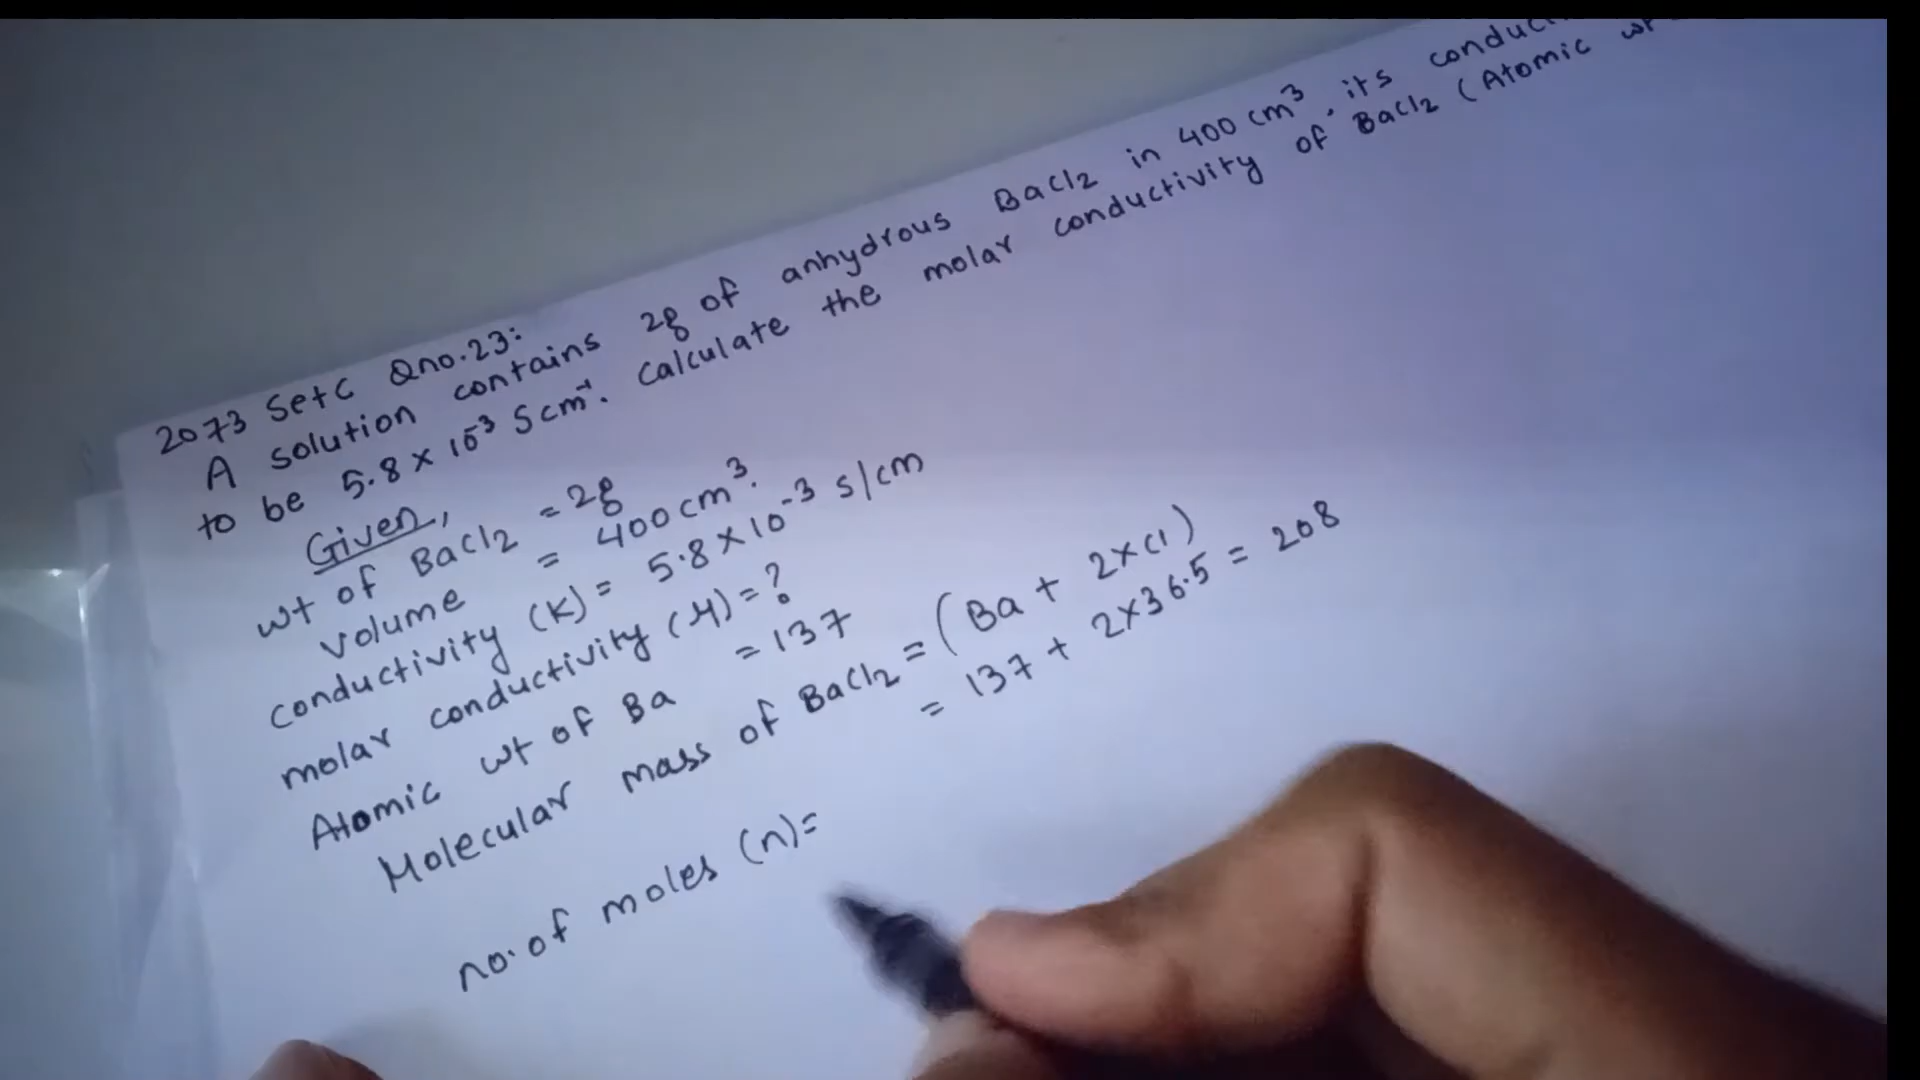 2073 Set C Qno.23:
A solution contains 2g of anhydrous BaCl2 in 400 cm³, its
to be 5.8 × 10⁻³ S cm⁻¹. calculate the molar conductivity of BaCl2 (Atomic wt
Given,
wt of BaCl2 = 2g
volume = 400 cm³.
conductivity (K) = 5.8 × 10⁻³ s/cm
molar conductivity (μ) = ?
Atomic wt of Ba = 137
Molecular mass of BaCl2 = (Ba + 2×Cl)
= 137 + 2×36.5 = 208
no. of moles (n) =